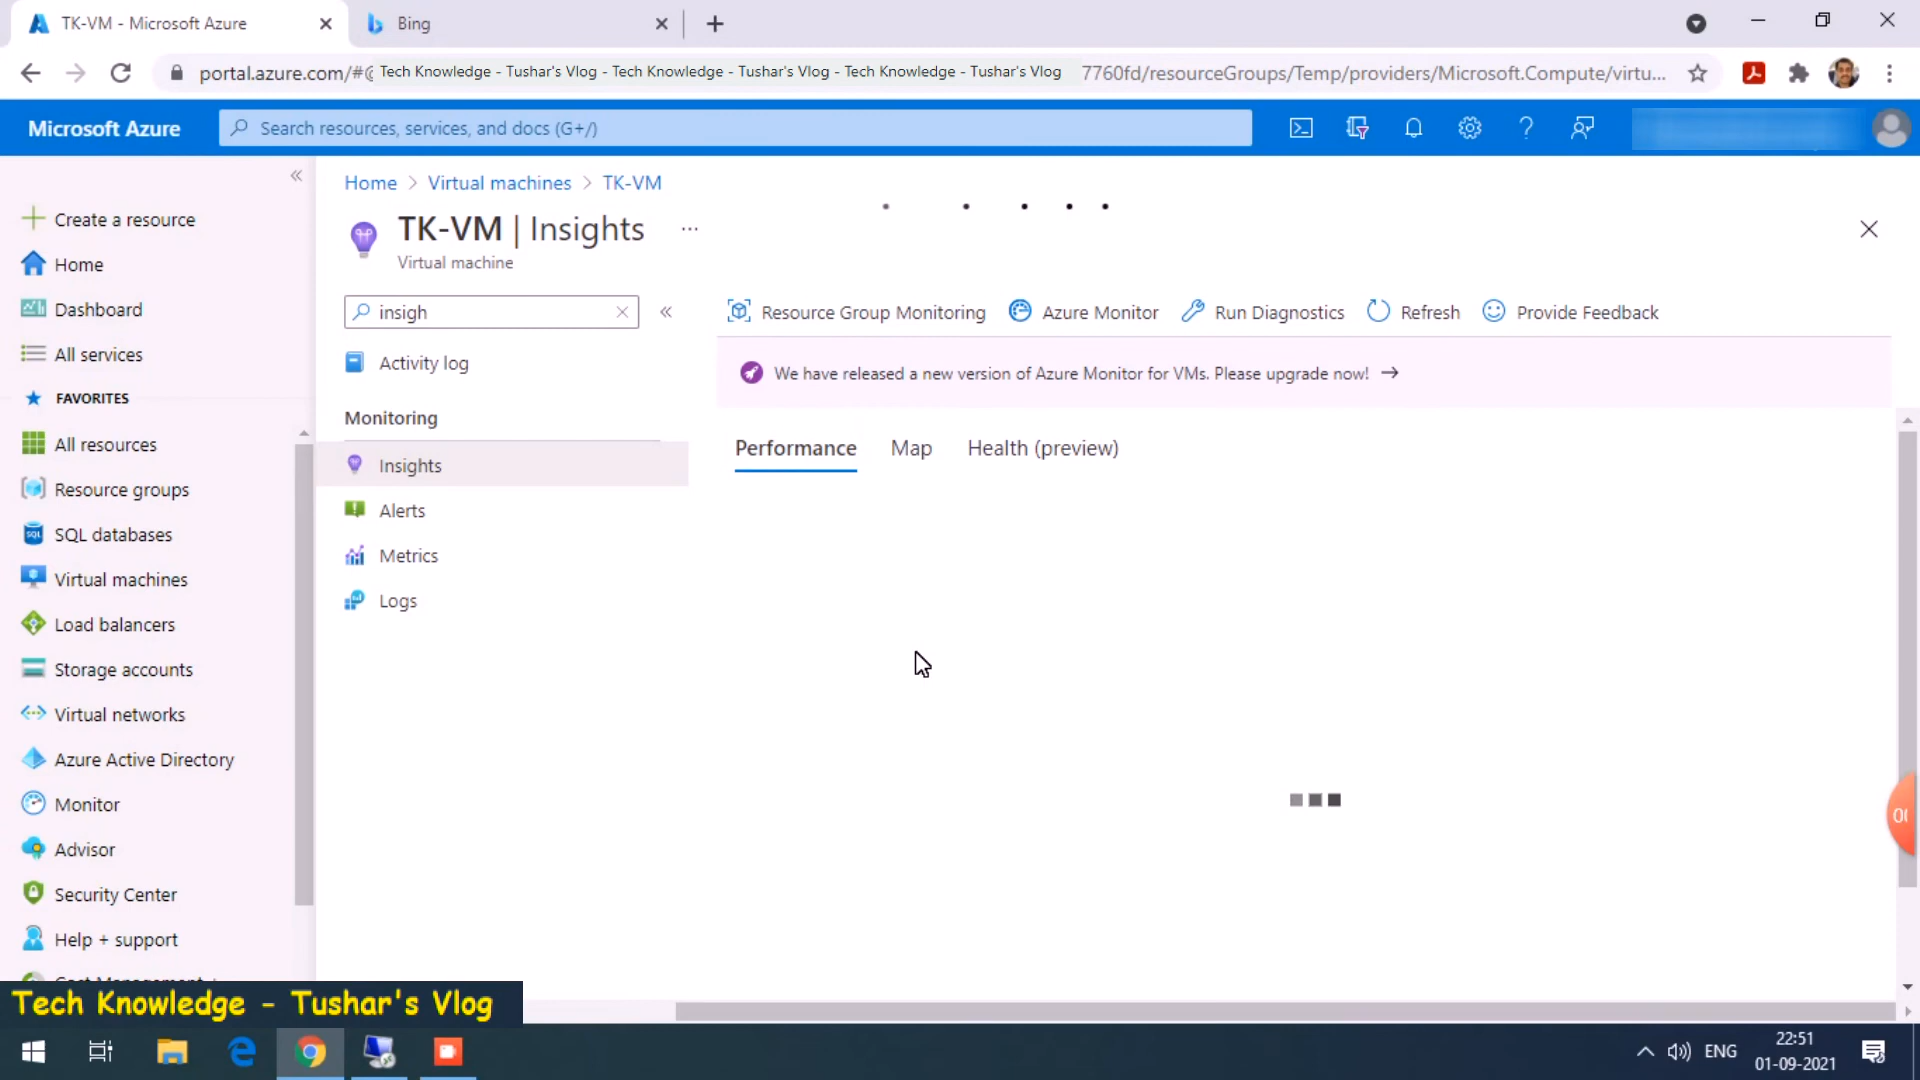 TK-VM - Microsoft Azure
Bing
portal.azure.com/#@
Tech Knowledge - Tushar's Vlog - Tech Knowledge - Tushar's Vlog - Tech Knowledge - Tushar's Vlog
7760fd/resourceGroups/Temp/providers/Microsoft.Compute/virtu...
Microsoft Azure
Search resources, services, and docs (G+/)
Create a resource
Home
Dashboard
All services
FAVORITES
All resources
Resource groups
SQL databases
Virtual machines
Load balancers
Storage accounts
Virtual networks
Azure Active Directory
Monitor
Advisor
Security Center
Help + support
Home > Virtual machines > TK-VM
TK-VM | Insights ...
Virtual machine
insigh
Activity log
Monitoring
Insights
Alerts
Metrics
Logs
Resource Group Monitoring
Azure Monitor
Run Diagnostics
Refresh
Provide Feedback
We have released a new version of Azure Monitor for VMs. Please upgrade now! →
Performance
Map
Health (preview)
Tech Knowledge - Tushar's Vlog
ENG
22:51
01-09-2021